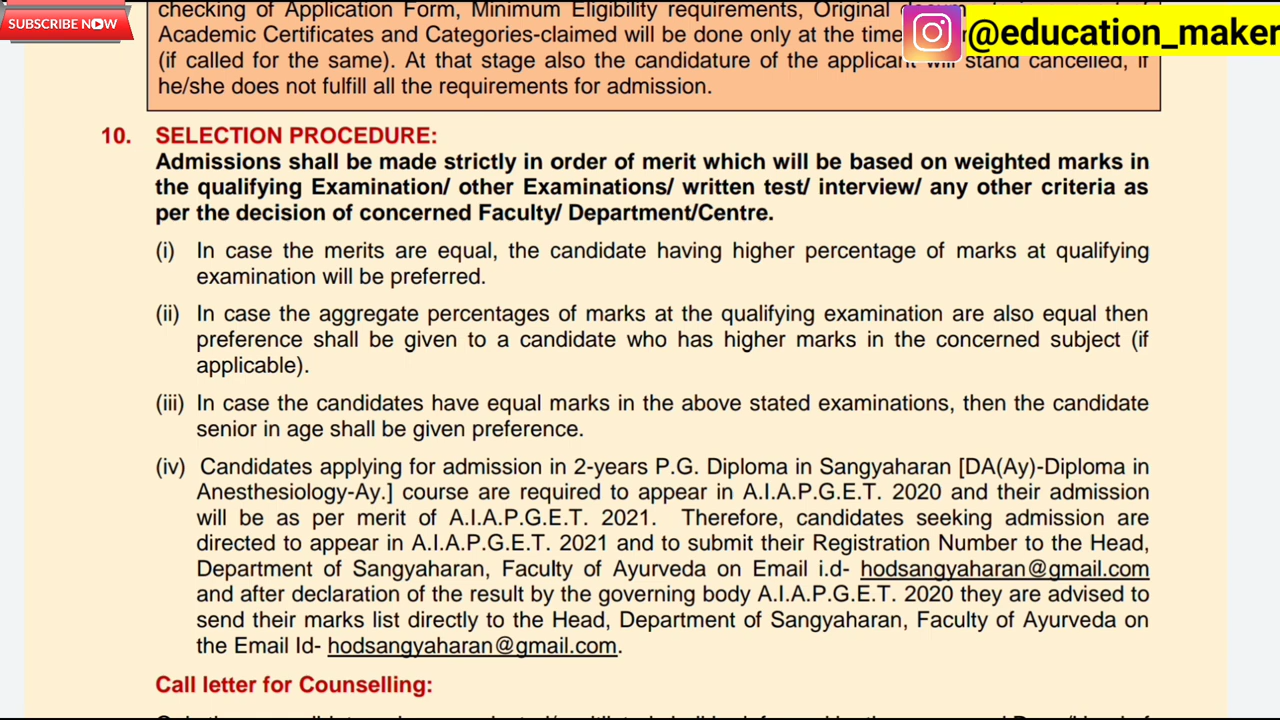 SUBSCRIBE NOW
@education_maker
checking of Application Form, Minimum Eligibility requirements, Original
Academic Certificates and Categories-claimed will be done only at the time
(if called for the same). At that stage also the candidature of the applicant will stand cancelled, if
he/she does not fulfill all the requirements for admission.
10. SELECTION PROCEDURE:
Admissions shall be made strictly in order of merit which will be based on weighted marks in
the qualifying Examination/ other Examinations/ written test/ interview/ any other criteria as
per the decision of concerned Faculty/ Department/Centre.
(i) In case the merits are equal, the candidate having higher percentage of marks at qualifying
examination will be preferred.
(ii) In case the aggregate percentages of marks at the qualifying examination are also equal then
preference shall be given to a candidate who has higher marks in the concerned subject (if
applicable).
(iii) In case the candidates have equal marks in the above stated examinations, then the candidate
senior in age shall be given preference.
(iv) Candidates applying for admission in 2-years P.G. Diploma in Sangyaharan [DA(Ay)-Diploma in
Anesthesiology-Ay.] course are required to appear in A.I.A.P.G.E.T. 2020 and their admission
will be as per merit of A.I.A.P.G.E.T. 2021. Therefore, candidates seeking admission are
directed to appear in A.I.A.P.G.E.T. 2021 and to submit their Registration Number to the Head,
Department of Sangyaharan, Faculty of Ayurveda on Email i.d- hodsangyaharan@gmail.com
and after declaration of the result by the governing body A.I.A.P.G.E.T. 2020 they are advised to
send their marks list directly to the Head, Department of Sangyaharan, Faculty of Ayurveda on
the Email Id- hodsangyaharan@gmail.com.
Call letter for Counselling: